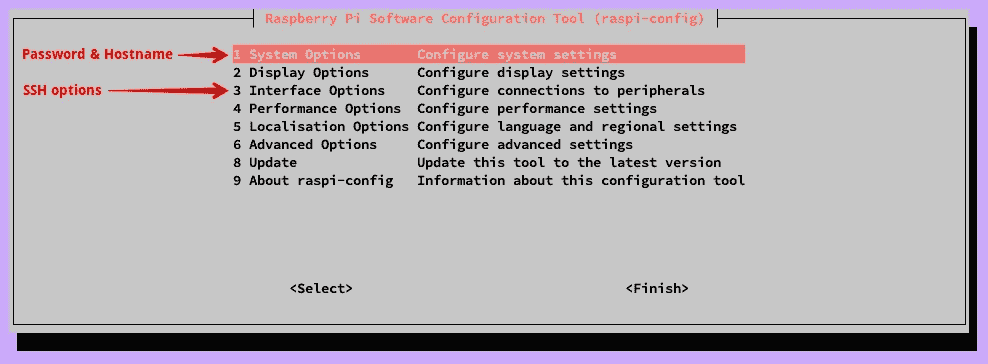 Raspberry Pi Software Configuration Tool (raspi-config)
Password & Hostname 1 System Options Configure system settings
2 Display Options Configure display settings
SSH options 3 Interface Options Configure connections to peripherals
4 Performance Options Configure performance settings
5 Localisation Options Configure language and regional settings
6 Advanced Options Configure advanced settings
8 Update Update this tool to the latest version
9 About raspi-config Information about this configuration tool
<Select> <Finish>